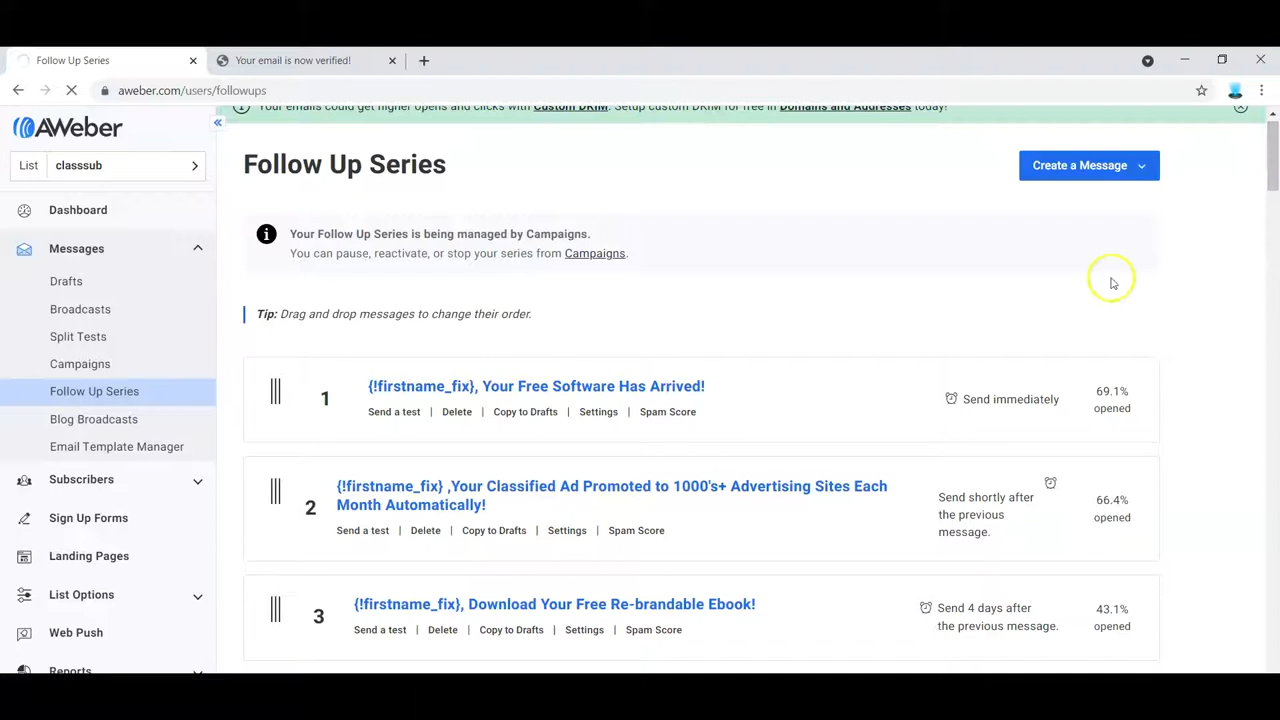 Follow Up Series
Your email is now verified!
aweber.com/users/followups
Your emails could get higher opens and clicks with Custom DKIM. Setup custom DKIM for free in Domains and Addresses today!
AWeber
List classsub
Dashboard
Messages
Drafts
Broadcasts
Split Tests
Campaigns
Follow Up Series
Blog Broadcasts
Email Template Manager
Subscribers
Sign Up Forms
Landing Pages
List Options
Web Push
Reports
Follow Up Series
Create a Message
Your Follow Up Series is being managed by Campaigns.
You can pause, reactivate, or stop your series from Campaigns.
Tip: Drag and drop messages to change their order.
1
{!firstname_fix}, Your Free Software Has Arrived!
Send a test | Delete | Copy to Drafts | Settings | Spam Score
Send immediately
69.1%
opened
2
{!firstname_fix} ,Your Classified Ad Promoted to 1000's+ Advertising Sites Each
Month Automatically!
Send a test | Delete | Copy to Drafts | Settings | Spam Score
Send shortly after
the previous
message.
66.4%
opened
3
{!firstname_fix}, Download Your Free Re-brandable Ebook!
Send a test | Delete | Copy to Drafts | Settings | Spam Score
Send 4 days after
the previous message.
43.1%
opened